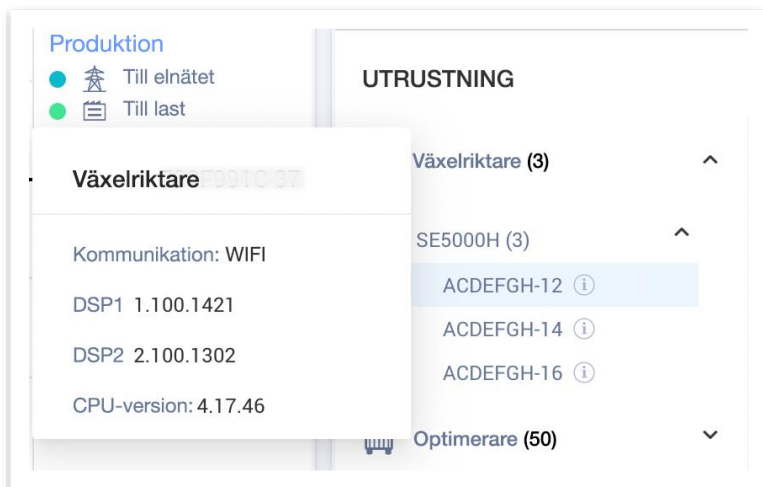 Produktion
Till elnätet
Till last
Växelriktare
Kommunikation: WIFI
DSP1 1.100.1421
DSP2 2.100.1302
CPU-version: 4.17.46
UTRUSTNING
Växelriktare (3)
SE5000H (3)
ACDEFGH-12
ACDEFGH-14
ACDEFGH-16
Optimerare (50)